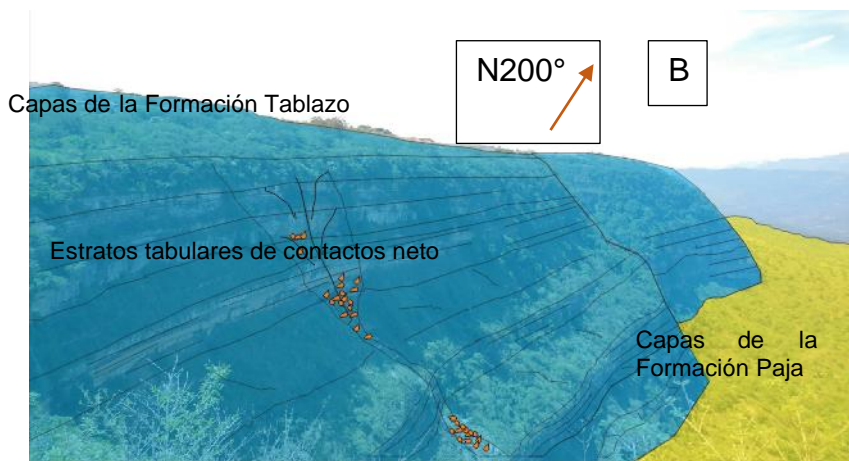 N200°
B
Capas de la Formación Tablazo
Estratos tabulares de contactos neto
Capas de la
Formación Paja